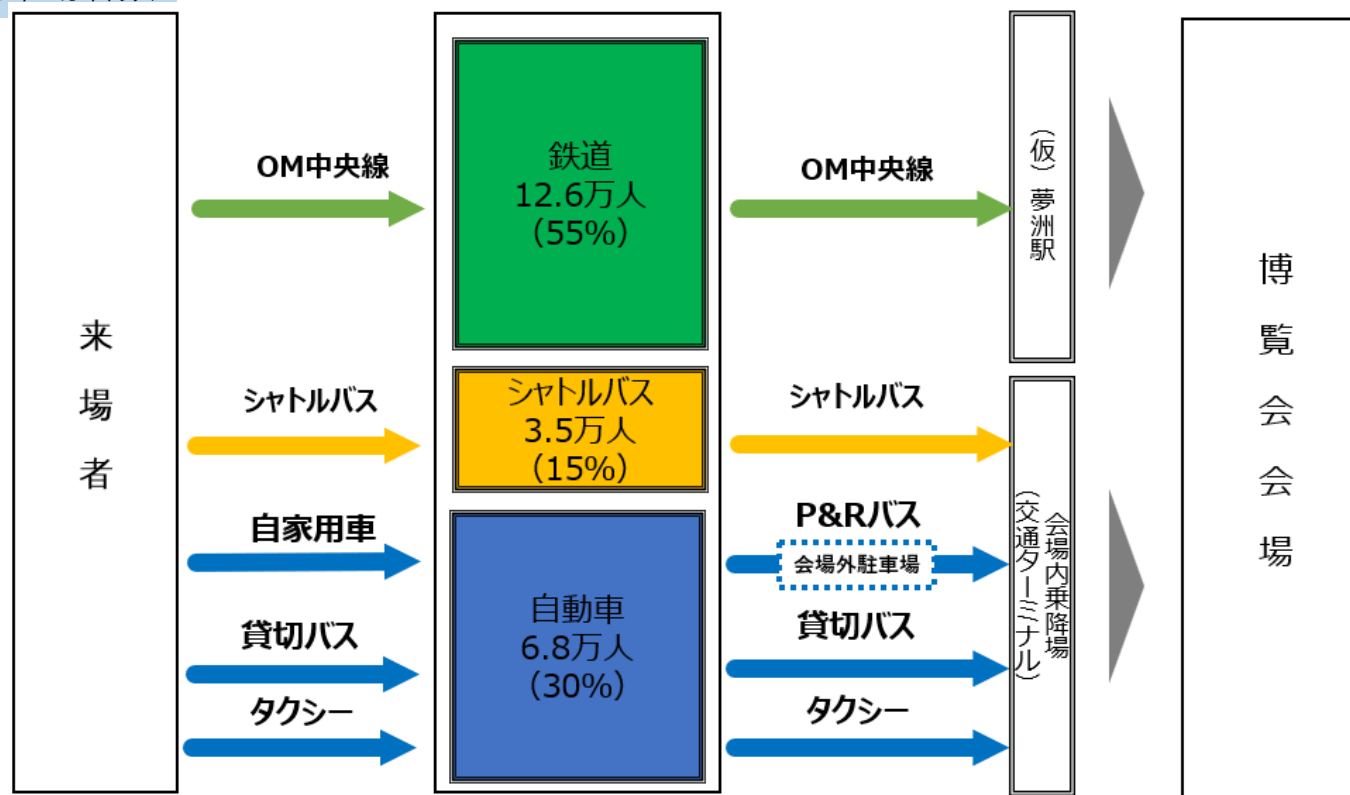 来場者
OM中央線
シャトルバス
自家用車
貸切バス
タクシー
鉄道
12.6万人
(55%)
シャトルバス
3.5万人
(15%)
自動車
6.8万人
(30%)
OM中央線
シャトルバス
P&Rバス
会場外駐車場
貸切バス
タクシー
(仮)夢洲駅
会場内乗降場
(交通ターミナル)
博覧会会場